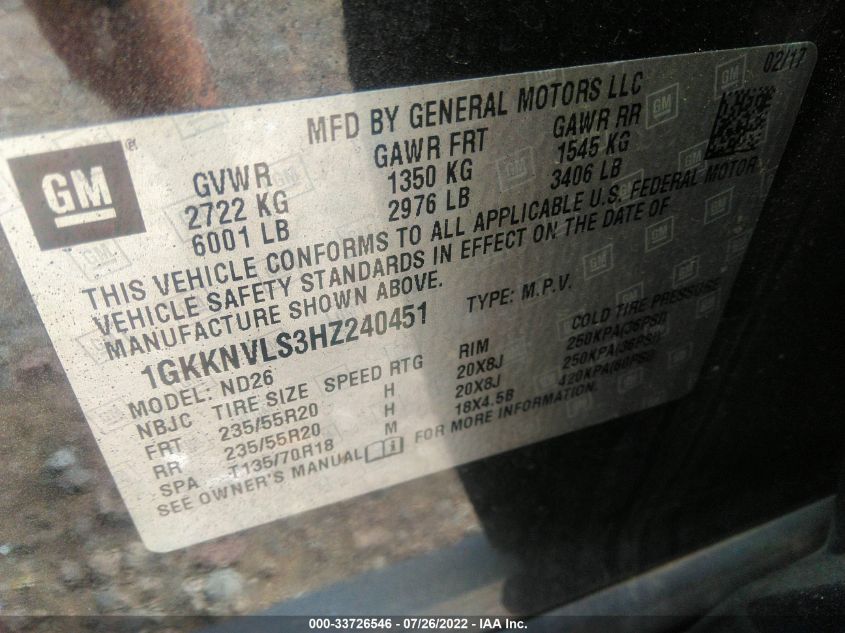 02/17
MFD BY GENERAL MOTORS LLC
GM ®
GVWR GAWR FRT GAWR RR
2722 KG 1350 KG 1545 KG
6001 LB 2976 LB 3406 LB
THIS VEHICLE CONFORMS TO ALL APPLICABLE U.S. FEDERAL MOTOR
VEHICLE SAFETY STANDARDS IN EFFECT ON THE DATE OF
MANUFACTURE SHOWN ABOVE.
1GKKNVLS3HZ240451 TYPE: M.P.V.
MODEL: ND26
NBJC TIRE SIZE SPEED RTG RIM COLD TIRE PRESSURE
FRT 235/55R20 H 20X8J 250KPA(36PSI)
RR 235/55R20 H 20X8J 250KPA(36PSI)
SPA T135/70R18 M 18X4.5B 420KPA(60PSI)
SEE OWNER'S MANUAL FOR MORE INFORMATION.
000-33726546 - 07/26/2022 - IAA Inc.